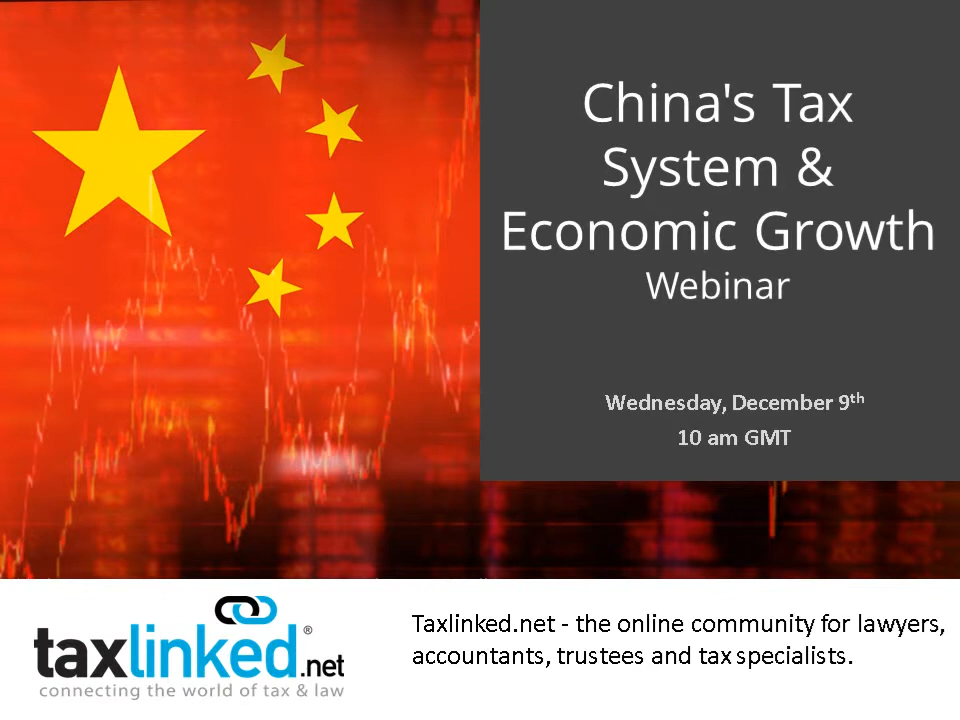 China's Tax
System &
Economic Growth
Webinar
Wednesday, December 9th
10 am GMT
taxlinked.net®
connecting the world of tax & law
Taxlinked.net - the online community for lawyers,
accountants, trustees and tax specialists.